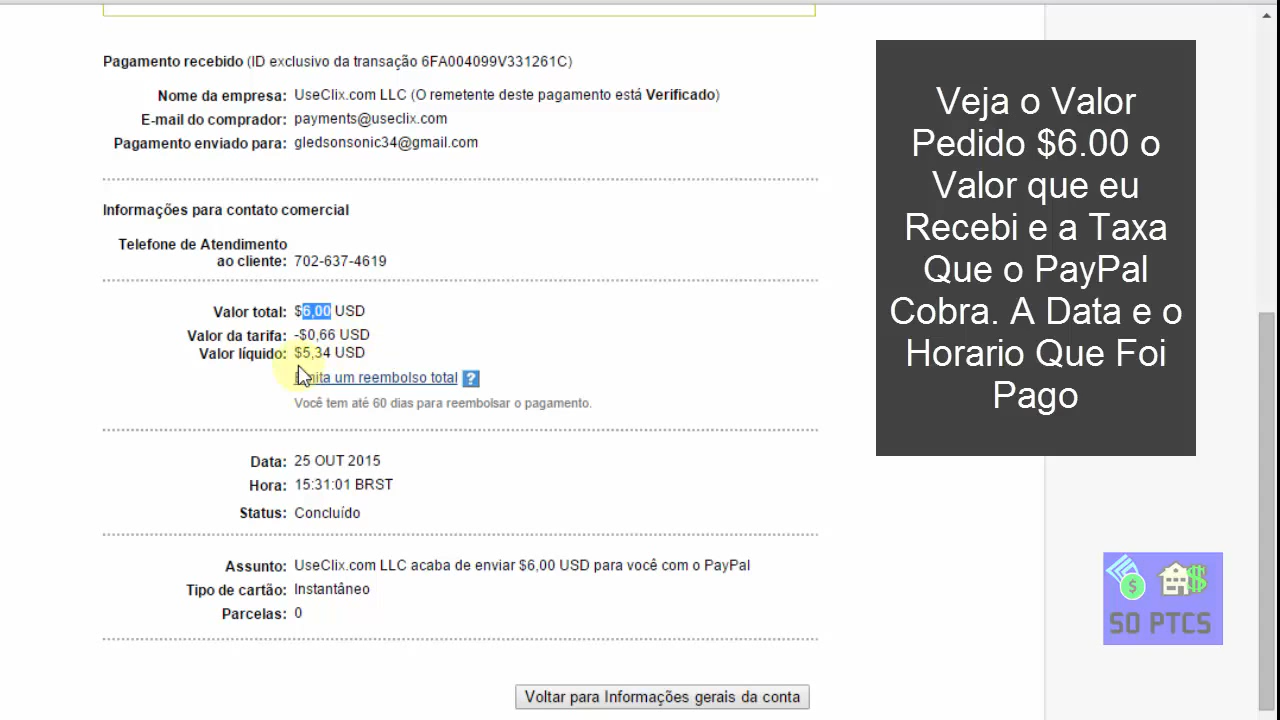 Pagamento recebido (ID exclusivo da transação 6FA004099V331261C)
Nome da empresa: UseClix.com LLC (O remetente deste pagamento está Verificado)
E-mail do comprador: payments@useclix.com
Pagamento enviado para: gledsonsonic34@gmail.com
Informações para contato comercial
Telefone de Atendimento
ao cliente: 702-637-4619
Valor total: $6,00 USD
Valor da tarifa: -$0,66 USD
Valor líquido: $5,34 USD
um reembolso total ?
Você tem até 60 dias para reembolsar o pagamento.
Data: 25 OUT 2015
Hora: 15:31:01 BRST
Status: Concluído
Assunto: UseClix.com LLC acaba de enviar $6,00 USD para você com o PayPal
Tipo de cartão: Instantâneo
Parcelas: 0
Voltar para Informações gerais da conta
Veja o Valor
Pedido $6.00 o
Valor que eu
Recebi e a Taxa
Que o PayPal
Cobra. A Data e o
Horario Que Foi
Pago
$ $
SO PTCS